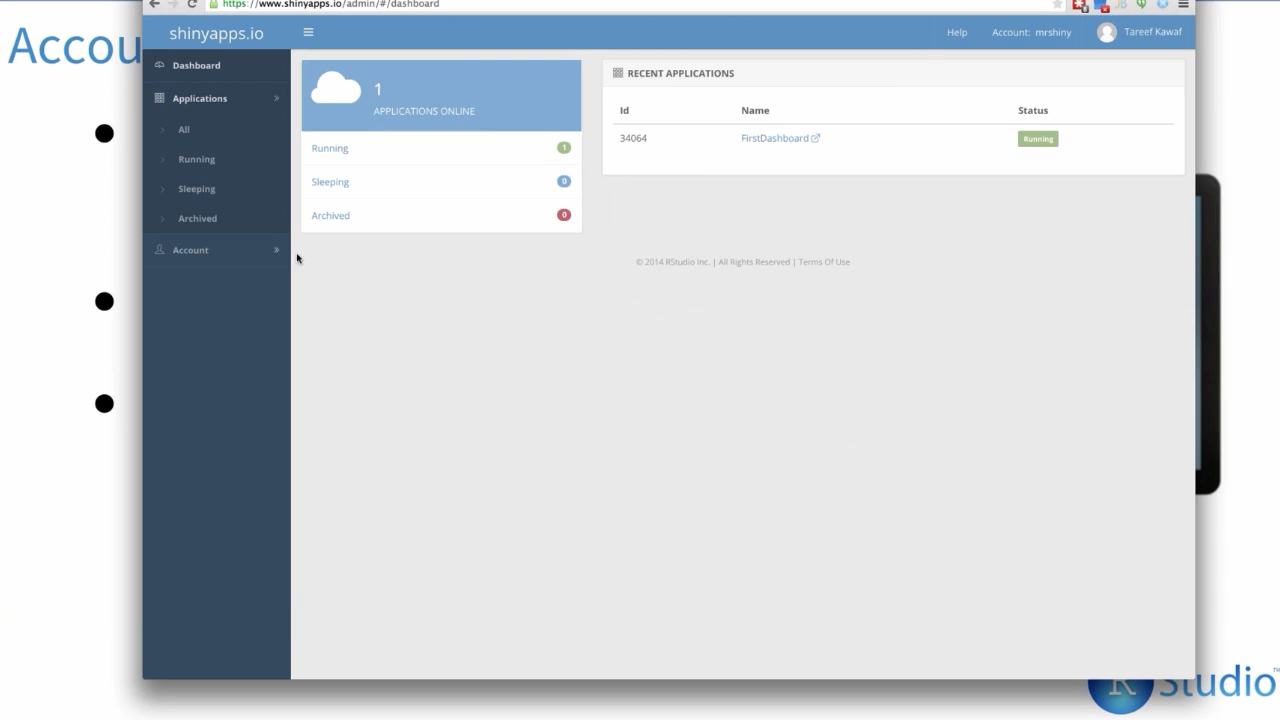 https://www.shinyapps.io/admin/#/dashboard
Accou
shinyapps.io
Help
Account: mrshiny
Tareef Kawaf
Dashboard
Applications
All
Running
Sleeping
Archived
Account
1
APPLICATIONS ONLINE
Running 1
Sleeping 0
Archived 0
RECENT APPLICATIONS
Id Name Status
34064 FirstDashboard Running
© 2014 RStudio Inc. | All Rights Reserved | Terms Of Use
R Studio™